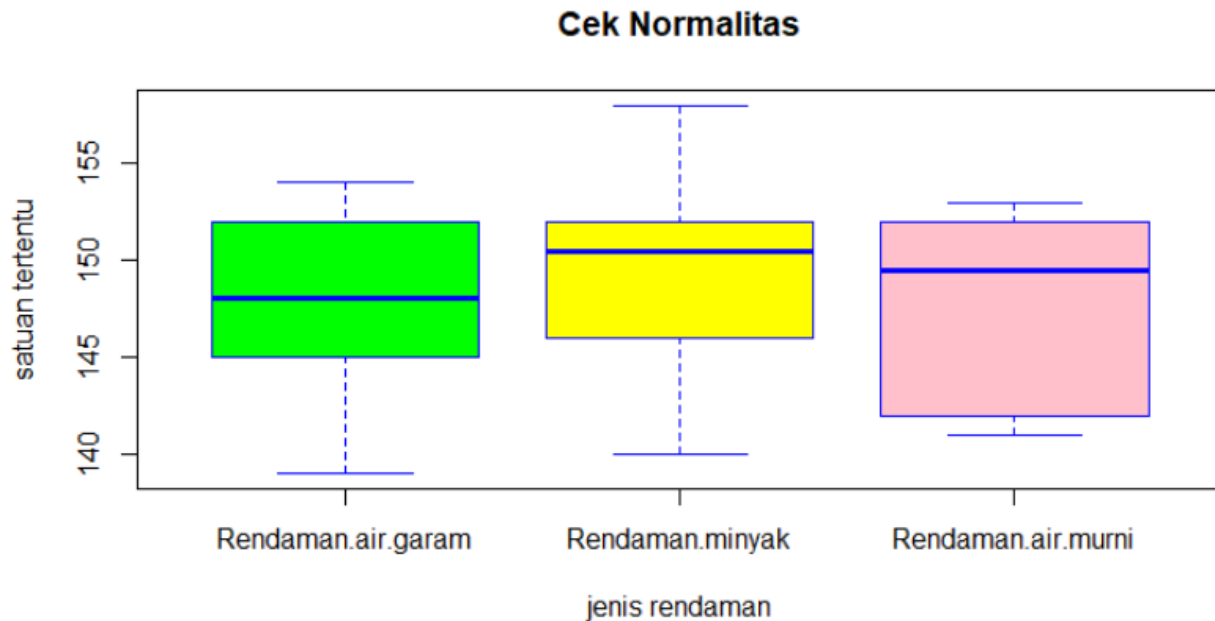 Cek Normalitas
satuan tertentu
155
150
145
140
Rendaman.air.garam Rendaman.minyak Rendaman.air.murni
jenis rendaman